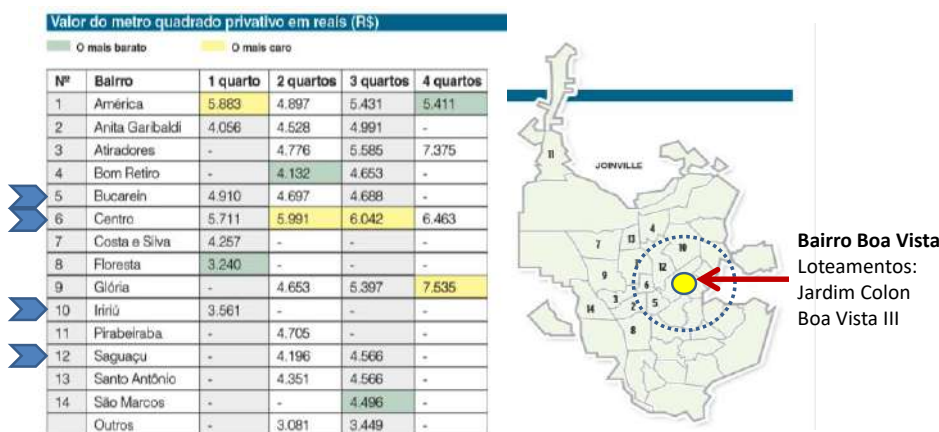 Valor do metro quadrado privativo em reais (R$)
O mais barato O mais caro
Nº Bairro 1 quarto 2 quartos 3 quartos 4 quartos
1 América 5.883 4.897 5.431 5.411
2 Anita Garibaldi 4.056 4.528 4.991 -
3 Atiradores - 4.776 5.585 7.375
4 Bom Retiro - 4.132 4.653 -
5 Bucarein 4.910 4.697 4.688 -
6 Centro 5.711 5.991 6.042 6.463
7 Costa e Silva 4.257 - - -
8 Floresta 3.240 - - -
9 Glória - 4.653 5.397 7.535
10 Iririú 3.561 - - -
11 Pirabeiraba - 4.705 - -
12 Saguaçu - 4.196 4.566 -
13 Santo Antônio - 4.351 4.566 -
14 São Marcos - - 4.496 -
Outros - 3.081 3.449 -
11
JOINVILLE
4
7 13 10
12
9
6
3 2 5
14
8
Bairro Boa Vista
Loteamentos:
Jardim Colon
Boa Vista III